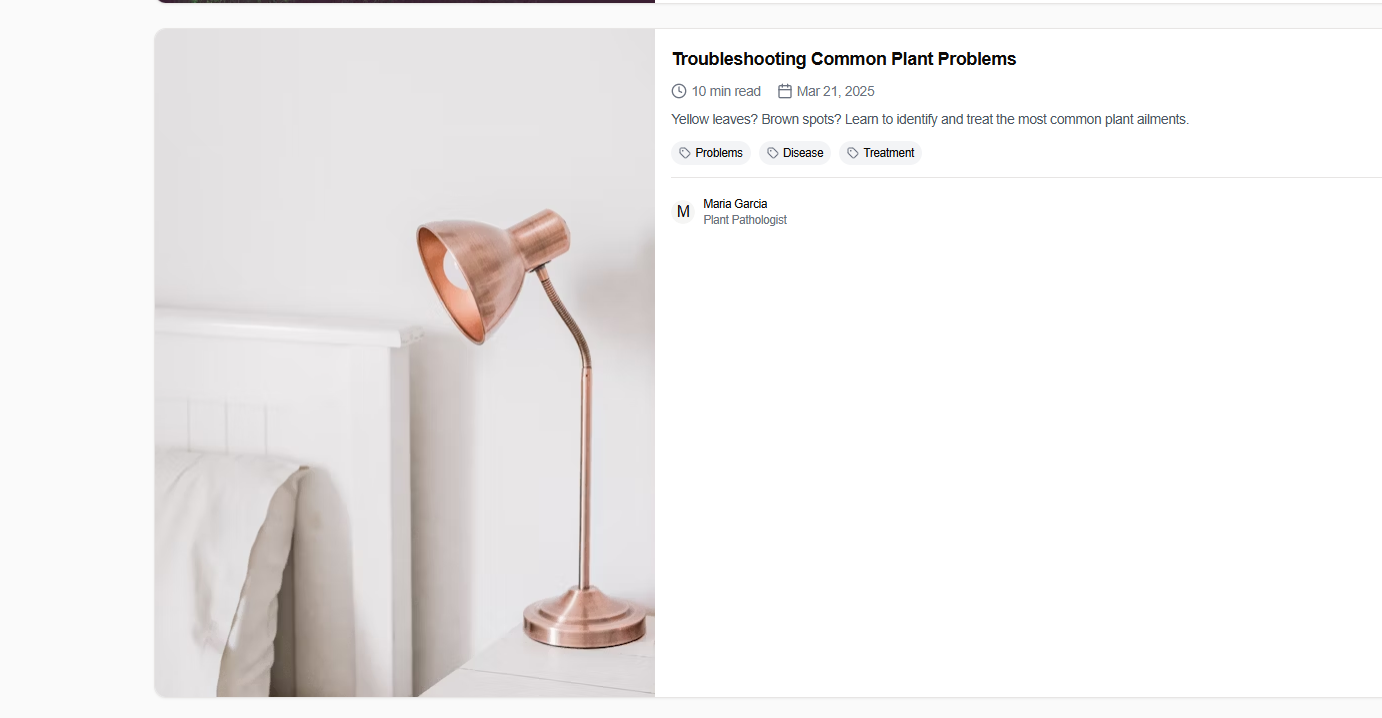 Troubleshooting Common Plant Problems
10 min read Mar 21, 2025
Yellow leaves? Brown spots? Learn to identify and treat the most common plant ailments.
Problems Disease Treatment
M
Maria Garcia
Plant Pathologist